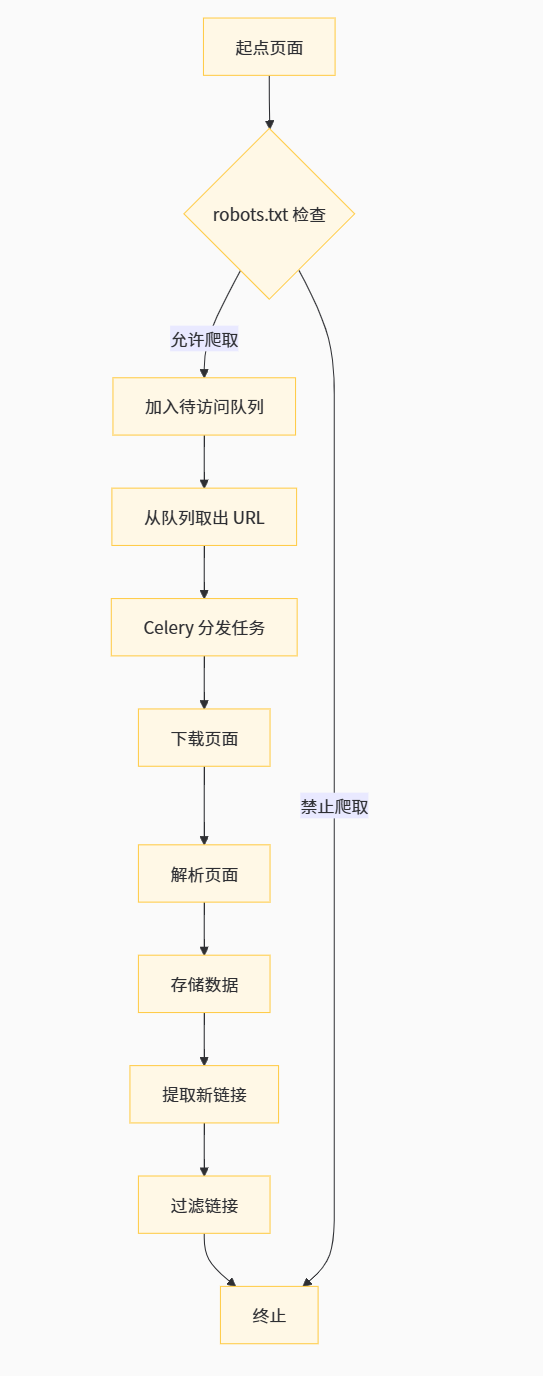 起点页面
robots.txt 检查
允许爬取
加入待访问队列
从队列取出 URL
Celery 分发任务
下载页面
禁止爬取
解析页面
存储数据
提取新链接
过滤链接
终止